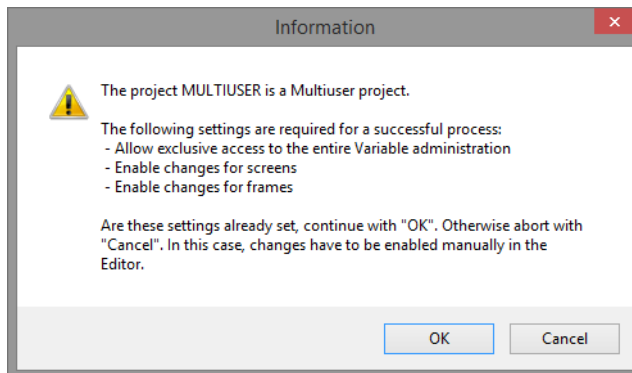 Information
The project MULTIUSER is a Multiuser project.
The following settings are required for a successful process:
- Allow exclusive access to the entire Variable administration
- Enable changes for screens
- Enable changes for frames
Are these settings already set, continue with "OK". Otherwise abort with
"Cancel". In this case, changes have to be enabled manually in the
Editor.
OK
Cancel